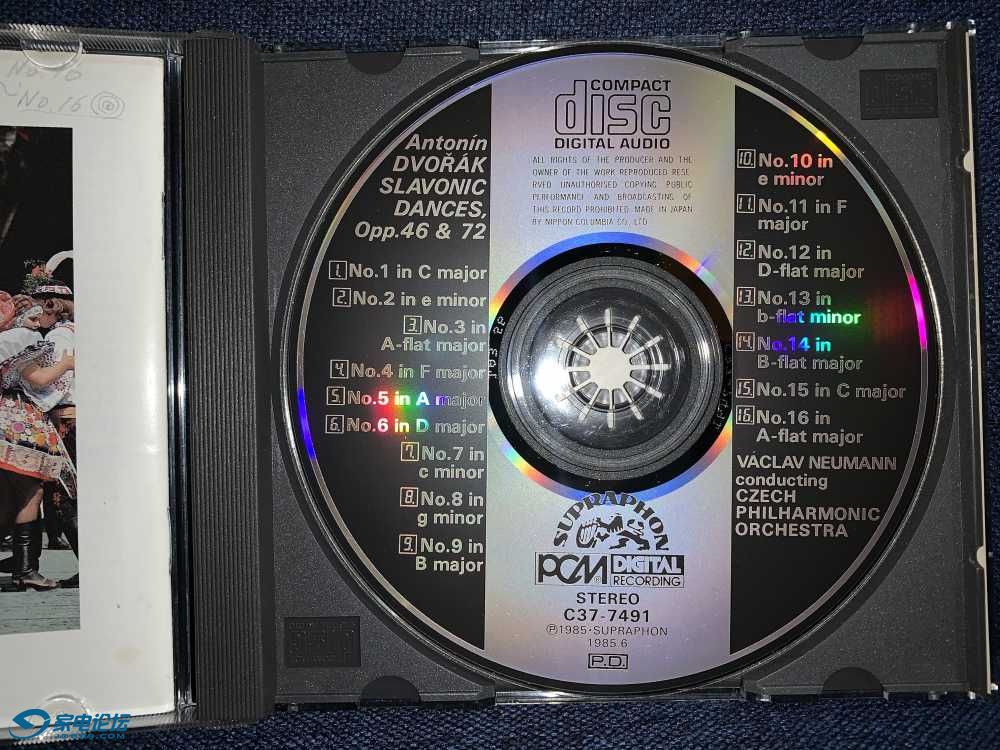 No.10
~
No.16
Antonín
DVOŘÁK
SLAVONIC
DANCES,
Opp.46 & 72
1. No.1 in C major
2. No.2 in e minor
3. No.3 in
A-flat major
4. No.4 in F major
5. No.5 in A major
6. No.6 in D major
7. No.7 in
c minor
8. No.8 in
g minor
9. No.9 in
B major
COMPACT
disc
DIGITAL AUDIO
ALL RIGHTS OF THE PRODUCER AND THE
OWNER OF THE WORK REPRODUCED RESE
RVED UNAUTHORISED COPYING PUBLIC
PERFORMANCE AND BROADCASTING OF
THIS RECORD PROHIBITED MADE IN JAPAN
BY NIPPON COLUMBIA CO., LTD
SUPRAPHON
PCM DIGITAL
RECORDING
STEREO
C37-7491
Ⓟ1985·SUPRAPHON
1985.6
P.D.
10. No.10 in
e minor
11. No.11 in F
major
12. No.12 in
D-flat major
13. No.13 in
b-flat minor
14. No.14 in
B-flat major
15. No.15 in C major
16. No.16 in
A-flat major
VÁCLAV NEUMANN
conducting
CZECH
PHILHARMONIC
ORCHESTRA
家电论坛